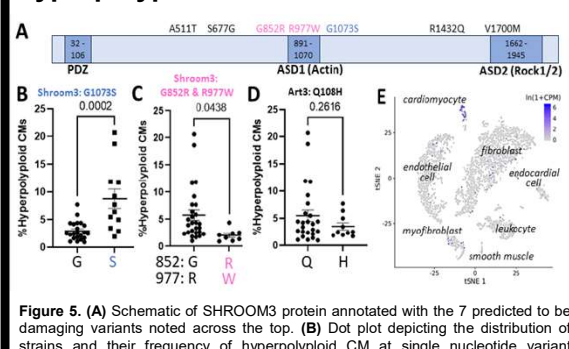 A
A511T S677G G852R R977W G1073S R1432Q V1700M
32 - 106
891 - 1070
1662 - 1945
PDZ ASD1 (Actin) ASD2 (Rock1/2)
B
Shroom3: G1073S
0.0002
%Hyperpolyploid CMs
25
20
15
10
5
0
G S
C
Shroom3:
G852R & R977W
0.0438
%Hyperpolyploid CMs
25
20
15
10
5
0
852: G R
977: R W
D
Art3: Q108H
0.2616
%Hyperpolyploid CMs
25
20
15
10
5
0
Q H
E
ln(1+CPM)
6
4
2
0
cardiomyocyte
fibroblast
endothelial
cell
endocardial
cell
myofibroblast
leukocyte
smooth muscle
tSNE 2
25
0
-25
-25 0 25
tSNE 1
Figure 5. (A) Schematic of SHROOM3 protein annotated with the 7 predicted to be
damaging variants noted across the top. (B) Dot plot depicting the distribution of
strains and their frequency of hyperpolyploid CM at single nucleotide variant